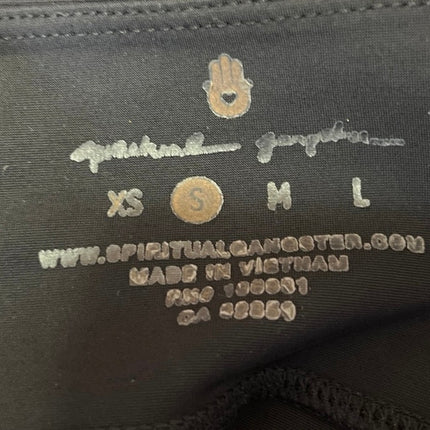 spiritual gangster
XS S M L
WWW.SPIRITUALGANGSTER.COM
MADE IN VIETNAM
RN#
CA